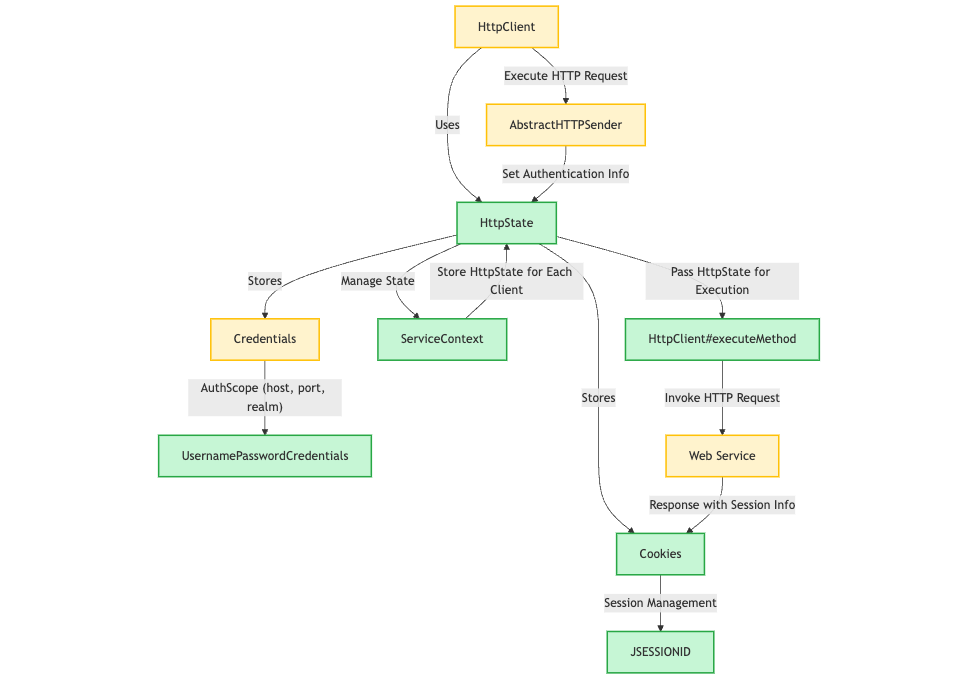 HttpClient
Execute HTTP Request
Uses
AbstractHTTPSender
Set Authentication Info
HttpState
Stores
Manage State
Store HttpState for Each
Client
Pass HttpState for
Execution
Credentials
ServiceContext
HttpClient#executeMethod
AuthScope (host, port,
realm)
Stores
Invoke HTTP Request
UsernamePasswordCredentials
Web Service
Response with Session Info
Cookies
Session Management
JSESSIONID